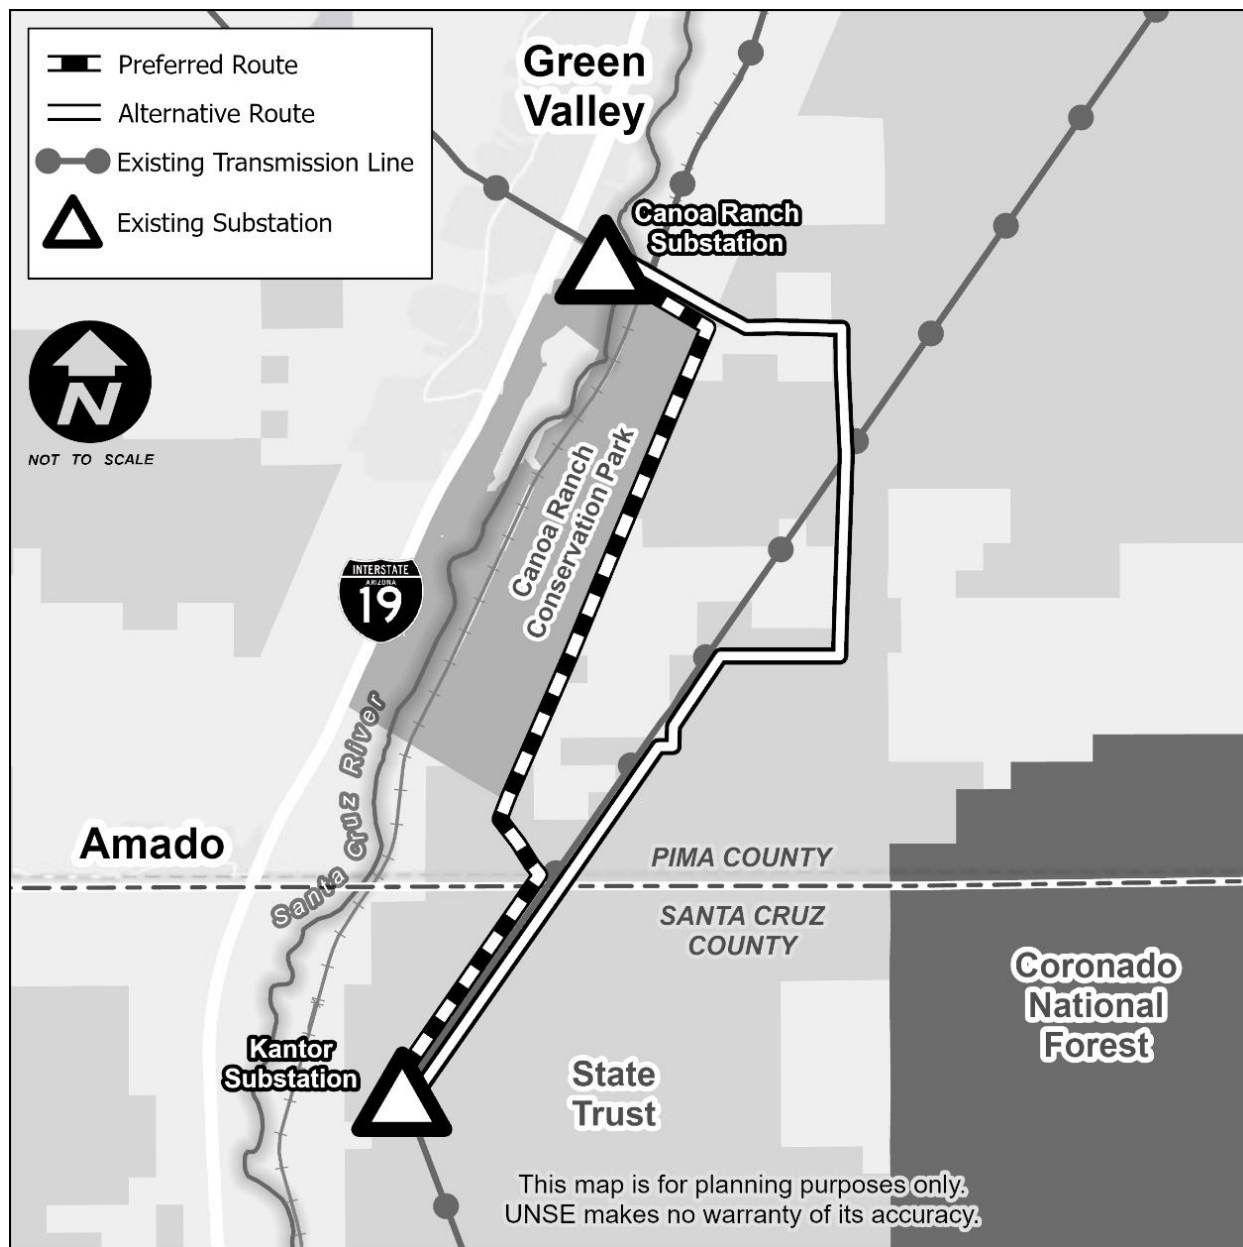 Preferred Route
Alternative Route
Existing Transmission Line
Existing Substation
Green
Valley
Canoa Ranch
Substation
N
NOT TO SCALE
Canoa Ranch
Conservation Park
INTERSTATE
ARIZONA
19
Santa Cruz River
Amado
PIMA COUNTY
SANTA CRUZ
COUNTY
Coronado
National
Forest
Kantor
Substation
State
Trust
This map is for planning purposes only.
UNSE makes no warranty of its accuracy.